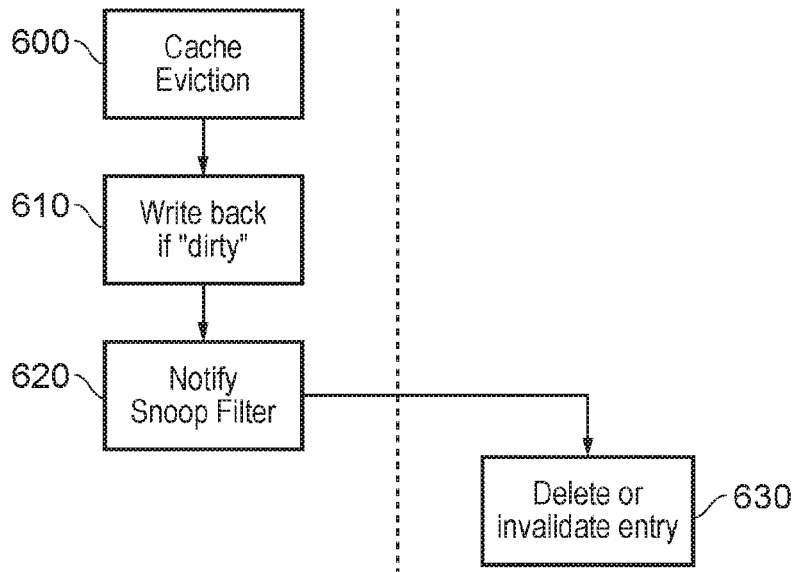 600
Cache
Eviction
610
Write back
if "dirty"
620
Notify
Snoop Filter
Delete or
invalidate entry
630